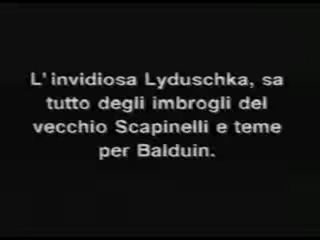 L'invidiosa Lyduschka, sa
tutto degli imbrogli del
vecchio Scapinelli e teme
per Balduin.